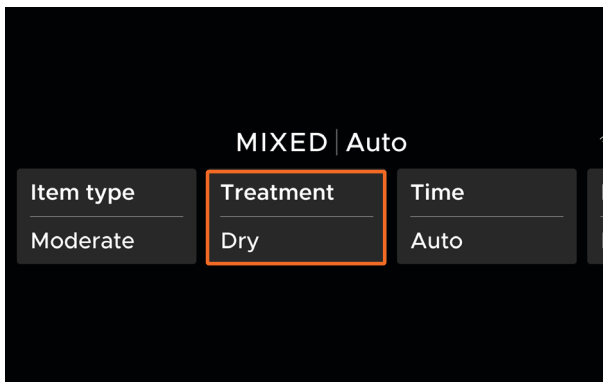 MIXED | Auto
Item type
Moderate
Treatment
Dry
Time
Auto